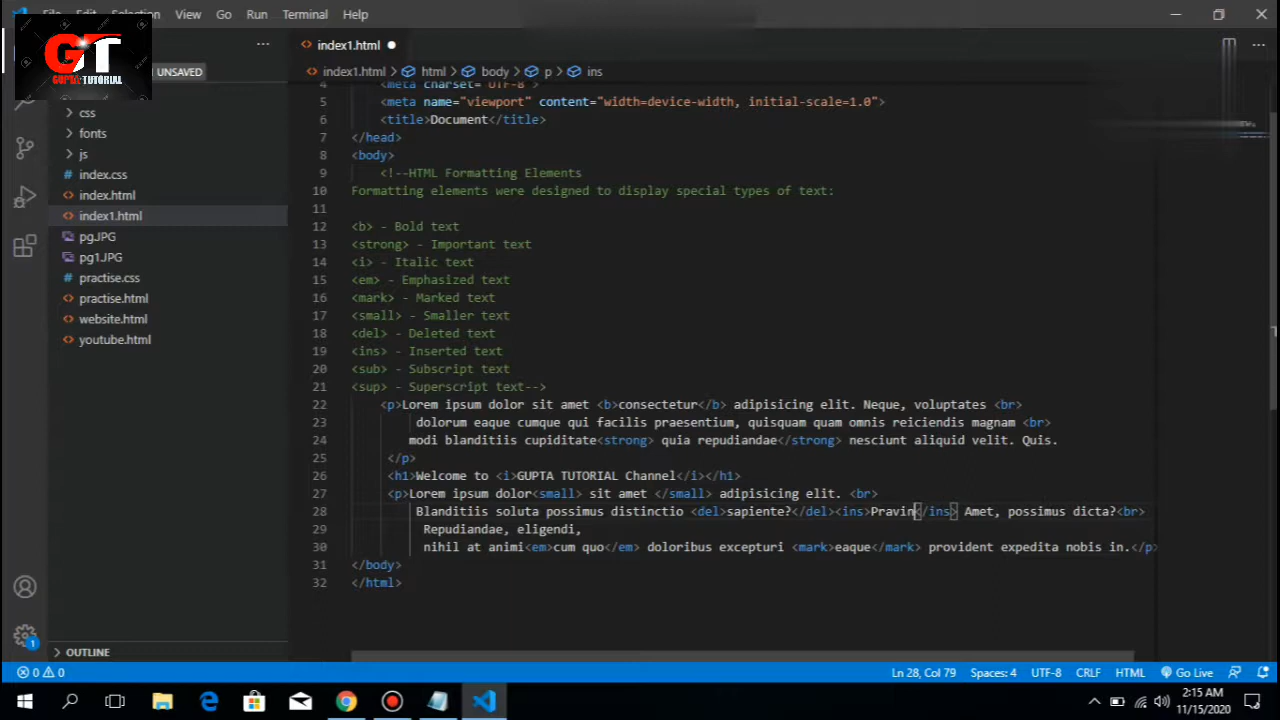 File Edit Selection View Go Run Terminal Help
GT
GUPTA TUTORIAL
UNSAVED
index1.html
index1.html html body p ins
css
fonts
js
index.css
index.html
index1.html
pg.JPG
pg1.JPG
practise.css
practise.html
website.html
youtube.html
OUTLINE
4 <meta charset="UTF-8">
5 <meta name="viewport" content="width=device-width, initial-scale=1.0">
6 <title>Document</title>
7 </head>
8 <body>
9 <!--HTML Formatting Elements
10 Formatting elements were designed to display special types of text:
11
12 <b> - Bold text
13 <strong> - Important text
14 <i> - Italic text
15 <em> - Emphasized text
16 <mark> - Marked text
17 <small> - Smaller text
18 <del> - Deleted text
19 <ins> - Inserted text
20 <sub> - Subscript text
21 <sup> - Superscript text-->
22 <p>Lorem ipsum dolor sit amet <b>consectetur</b> adipisicing elit. Neque, voluptates <br>
23 dolorum eaque cumque qui facilis praesentium, quisquam quam omnis reiciendis magnam <br>
24 modi blanditiis cupiditate<strong> quia repudiandae</strong> nesciunt aliquid velit. Quis.
25 </p>
26 <h1>Welcome to <i>GUPTA TUTORIAL Channel</i></h1>
27 <p>Lorem ipsum dolor<small> sit amet </small> adipisicing elit. <br>
28 Blanditiis soluta possimus distinctio <del>sapiente?</del><ins>Pravin</ins> Amet, possimus dicta?<br>
29 Repudiandae, eligendi,
30 nihil at animi<em>cum quo</em> doloribus excepturi <mark>eaque</mark> provident expedita nobis in.</p>
31 </body>
32 </html>
0 0 Ln 28, Col 79 Spaces: 4 UTF-8 CRLF HTML Go Live
1
2:15 AM
11/15/2020